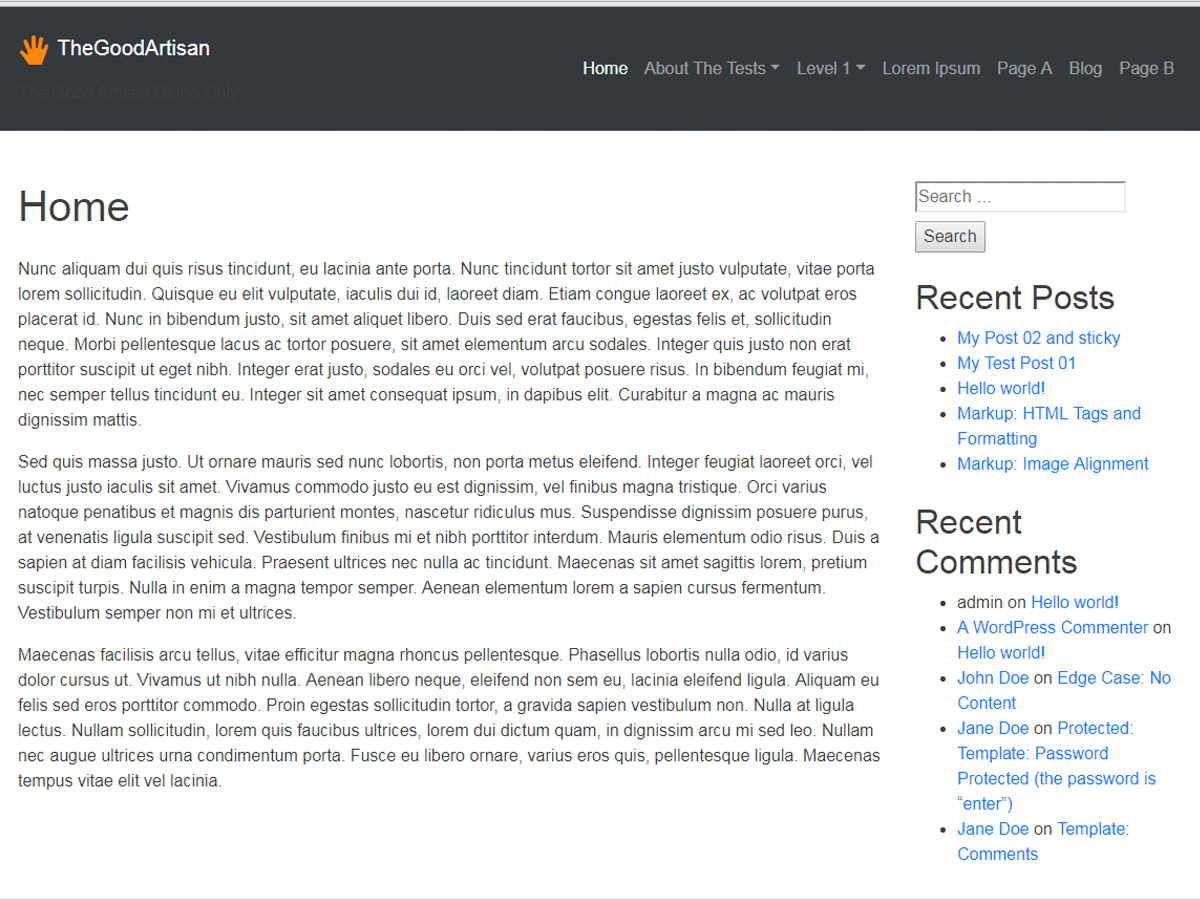 TheGoodArtisan
The Good Artisan Demo Only
Home About The Tests Level 1 Lorem Ipsum Page A Blog Page B
Home
Nunc aliquam dui quis risus tincidunt, eu lacinia ante porta. Nunc tincidunt tortor sit amet justo vulputate, vitae porta
lorem sollicitudin. Quisque eu elit vulputate, iaculis dui id, laoreet diam. Etiam congue laoreet ex, ac volutpat eros
placerat id. Nunc in bibendum justo, sit amet aliquet libero. Duis sed erat faucibus, egestas felis et, sollicitudin
neque. Morbi pellentesque lacus ac tortor posuere, sit amet elementum arcu sodales. Integer quis justo non erat
porttitor suscipit ut eget nibh. Integer erat justo, sodales eu orci vel, volutpat posuere risus. In bibendum feugiat mi,
nec semper tellus tincidunt eu. Integer sit amet consequat ipsum, in dapibus elit. Curabitur a magna ac mauris
dignissim mattis.
Sed quis massa justo. Ut ornare mauris sed nunc lobortis, non porta metus eleifend. Integer feugiat laoreet orci, vel
luctus justo iaculis sit amet. Vivamus commodo justo eu est dignissim, vel finibus magna tristique. Orci varius
natoque penatibus et magnis dis parturient montes, nascetur ridiculus mus. Suspendisse dignissim posuere purus,
at venenatis ligula suscipit sed. Vestibulum finibus mi et nibh porttitor interdum. Mauris elementum odio risus. Duis a
sapien at diam facilisis vehicula. Praesent ultrices nec nulla ac tincidunt. Maecenas sit amet sagittis lorem, pretium
suscipit turpis. Nulla in enim a magna tempor semper. Aenean elementum lorem a sapien cursus fermentum.
Vestibulum semper non mi et ultrices.
Maecenas facilisis arcu tellus, vitae efficitur magna rhoncus pellentesque. Phasellus lobortis nulla odio, id varius
dolor cursus ut. Vivamus ut nibh nulla. Aenean libero neque, eleifend non sem eu, lacinia eleifend ligula. Aliquam eu
felis sed eros porttitor commodo. Proin egestas sollicitudin tortor, a gravida sapien vestibulum non. Nulla at ligula
lectus. Nullam sollicitudin, lorem quis faucibus ultrices, lorem dui dictum quam, in dignissim arcu mi sed leo. Nullam
nec augue ultrices urna condimentum porta. Fusce eu libero ornare, varius eros quis, pellentesque ligula. Maecenas
tempus vitae elit vel lacinia.
Search …
Search
Recent Posts
My Post 02 and sticky
My Test Post 01
Hello world!
Markup: HTML Tags and
Formatting
Markup: Image Alignment
Recent
Comments
admin on Hello world!
A WordPress Commenter on
Hello world!
John Doe on Edge Case: No
Content
Jane Doe on Protected:
Template: Password
Protected (the password is
“enter”)
Jane Doe on Template:
Comments